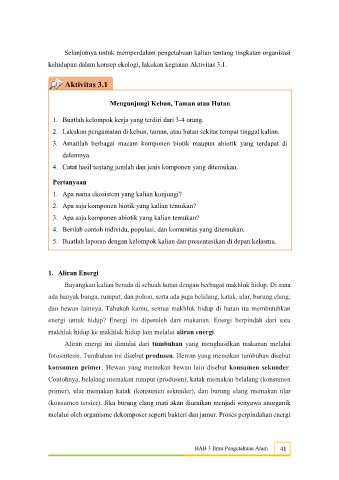 Selanjutnya untuk memperdalam pengetahuan kalian tentang tingkatan organisasi
kehidupan dalam konsep ekologi, lakukan kegiatan Aktivitas 3.1.
Aktivitas 3.1
Mengunjungi Kebun, Taman atau Hutan
1. Buatlah kelompok kerja yang terdiri dari 3-4 orang.
2. Lakukan pengamatan di kebun, taman, atau hutan sekitar tempat tinggal kalian.
3. Amatilah berbagai macam komponen biotik maupun abiotik yang terdapat di
dalamnya.
4. Catat hasil tentang jumlah dan jenis komponen yang ditemukan.
Pertanyaan
1. Apa nama ekosistem yang kalian kunjungi?
2. Apa saja komponen biotik yang kalian temukan?
3. Apa saja komponen abiotik yang kalian temukan?
4. Berilah contoh individu, populasi, dan komunitas yang ditemukan.
5. Buatlah laporan dengan kelompok kalian dan presentasikan di depan kelasmu.
1. Aliran Energi
Bayangkan kalian berada di sebuah hutan dengan berbagai makhluk hidup. Di sana
ada banyak bunga, rumput, dan pohon, serta ada juga belalang, katak, ular, burung elang,
dan hewan lainnya. Tahukah kamu, semua makhluk hidup di hutan itu membutuhkan
energi untuk hidup? Energi ini diperoleh dari makanan. Energi berpindah dari satu
makhluk hidup ke makhluk hidup lain melalui aliran energi.
Aliran energi ini dimulai dari tumbuhan yang menghasilkan makanan melalui
fotosintesis. Tumbuhan ini disebut produsen. Hewan yang memakan tumbuhan disebut
konsumen primer. Hewan yang memakan hewan lain disebut konsumen sekunder.
Contohnya, belalang memakan rumput (produsen), katak memakan belalang (konsumen
primer), ular memakan katak (konsumen sekunder), dan burung elang memakan ular
(konsumen tersier). Jika burung elang mati akan diuraikan menjadi senyawa anorganik
melalui oleh organisme dekomposer seperti bakteri dan jamur. Proses perpindahan energi
BAB 3 Ilmu Pengetahuan Alam 41